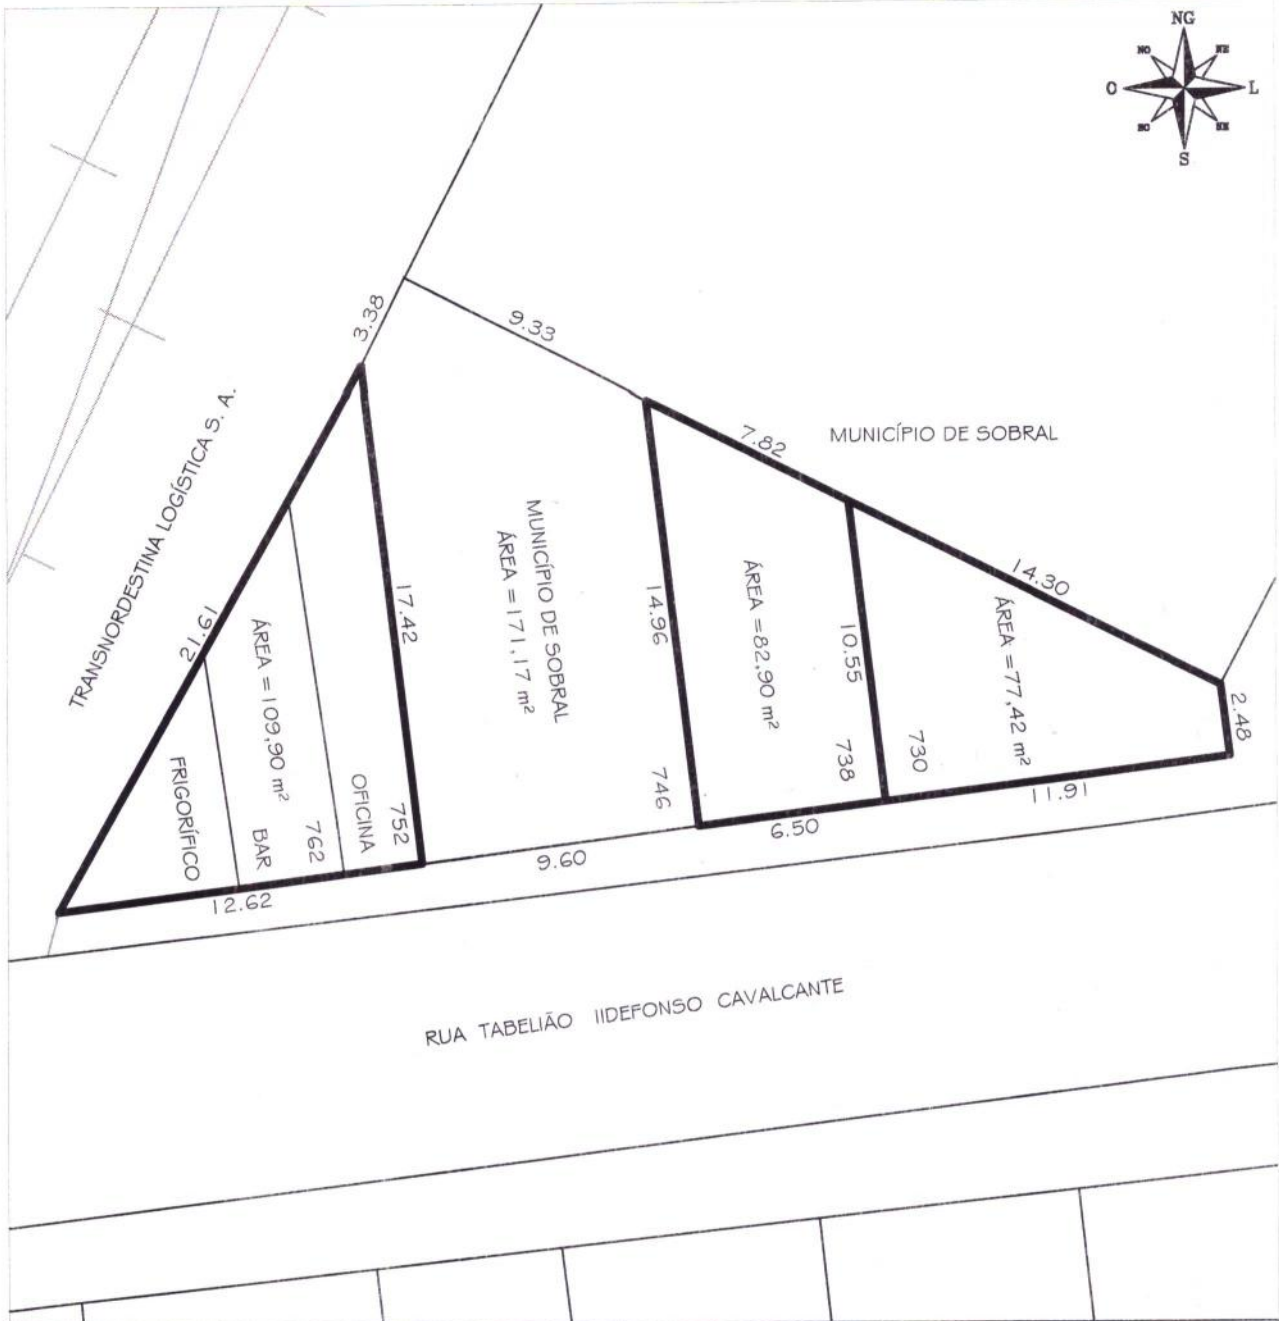 NG
NO
NE
O
L
SO
SE
S
3.38
9.33
7.82
MUNICÍPIO DE SOBRAL
TRANSNORDESTINA LOGÍSTICA S. A.
21.61
17.42
MUNICÍPIO DE SOBRAL
ÁREA =171,17 m²
14.96
ÁREA =82,90 m²
10.55
14.30
ÁREA =77,42 m²
2.48
ÁREA =109,90 m²
FRIGORÍFICO
BAR
762
OFICINA
752
746
738
730
12.62
9.60
6.50
11.91
RUA TABELIÃO IIDEFONSO CAVALCANTE